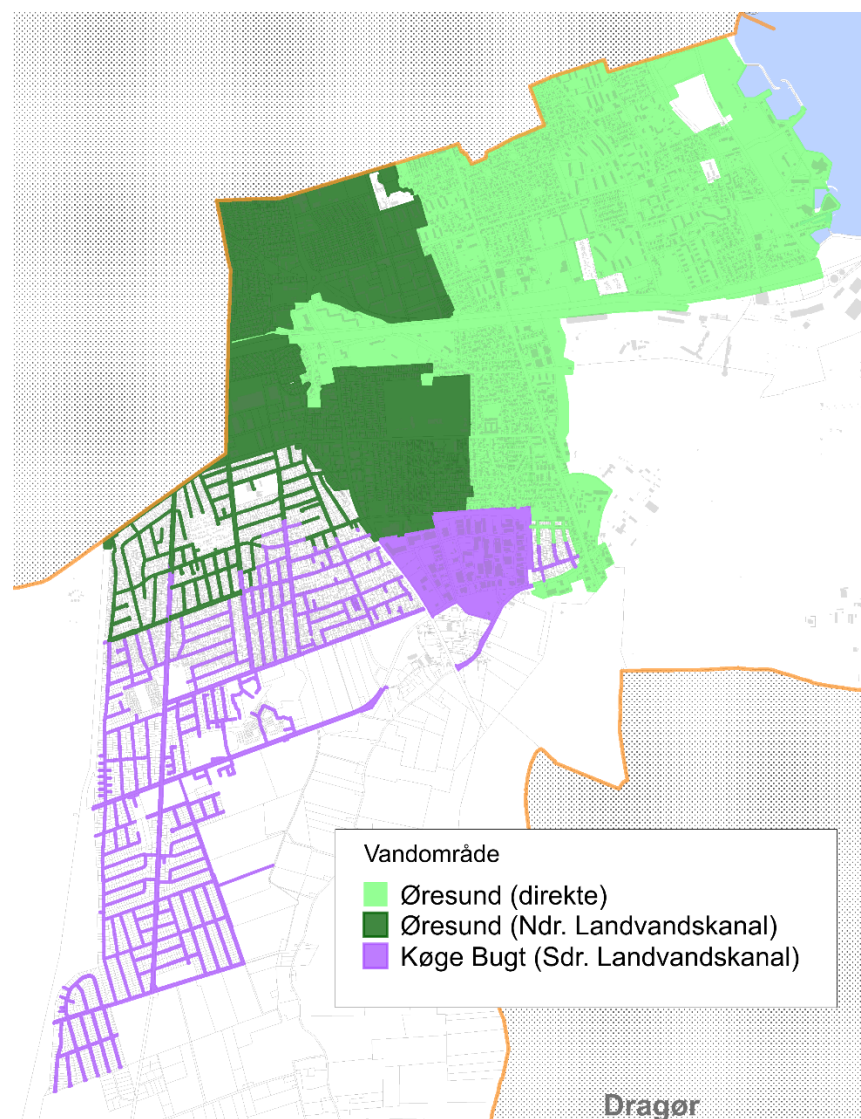 Vandområde
Øresund (direkte)
Øresund (Ndr. Landvandskanal)
Køge Bugt (Sdr. Landvandskanal)
Dragør